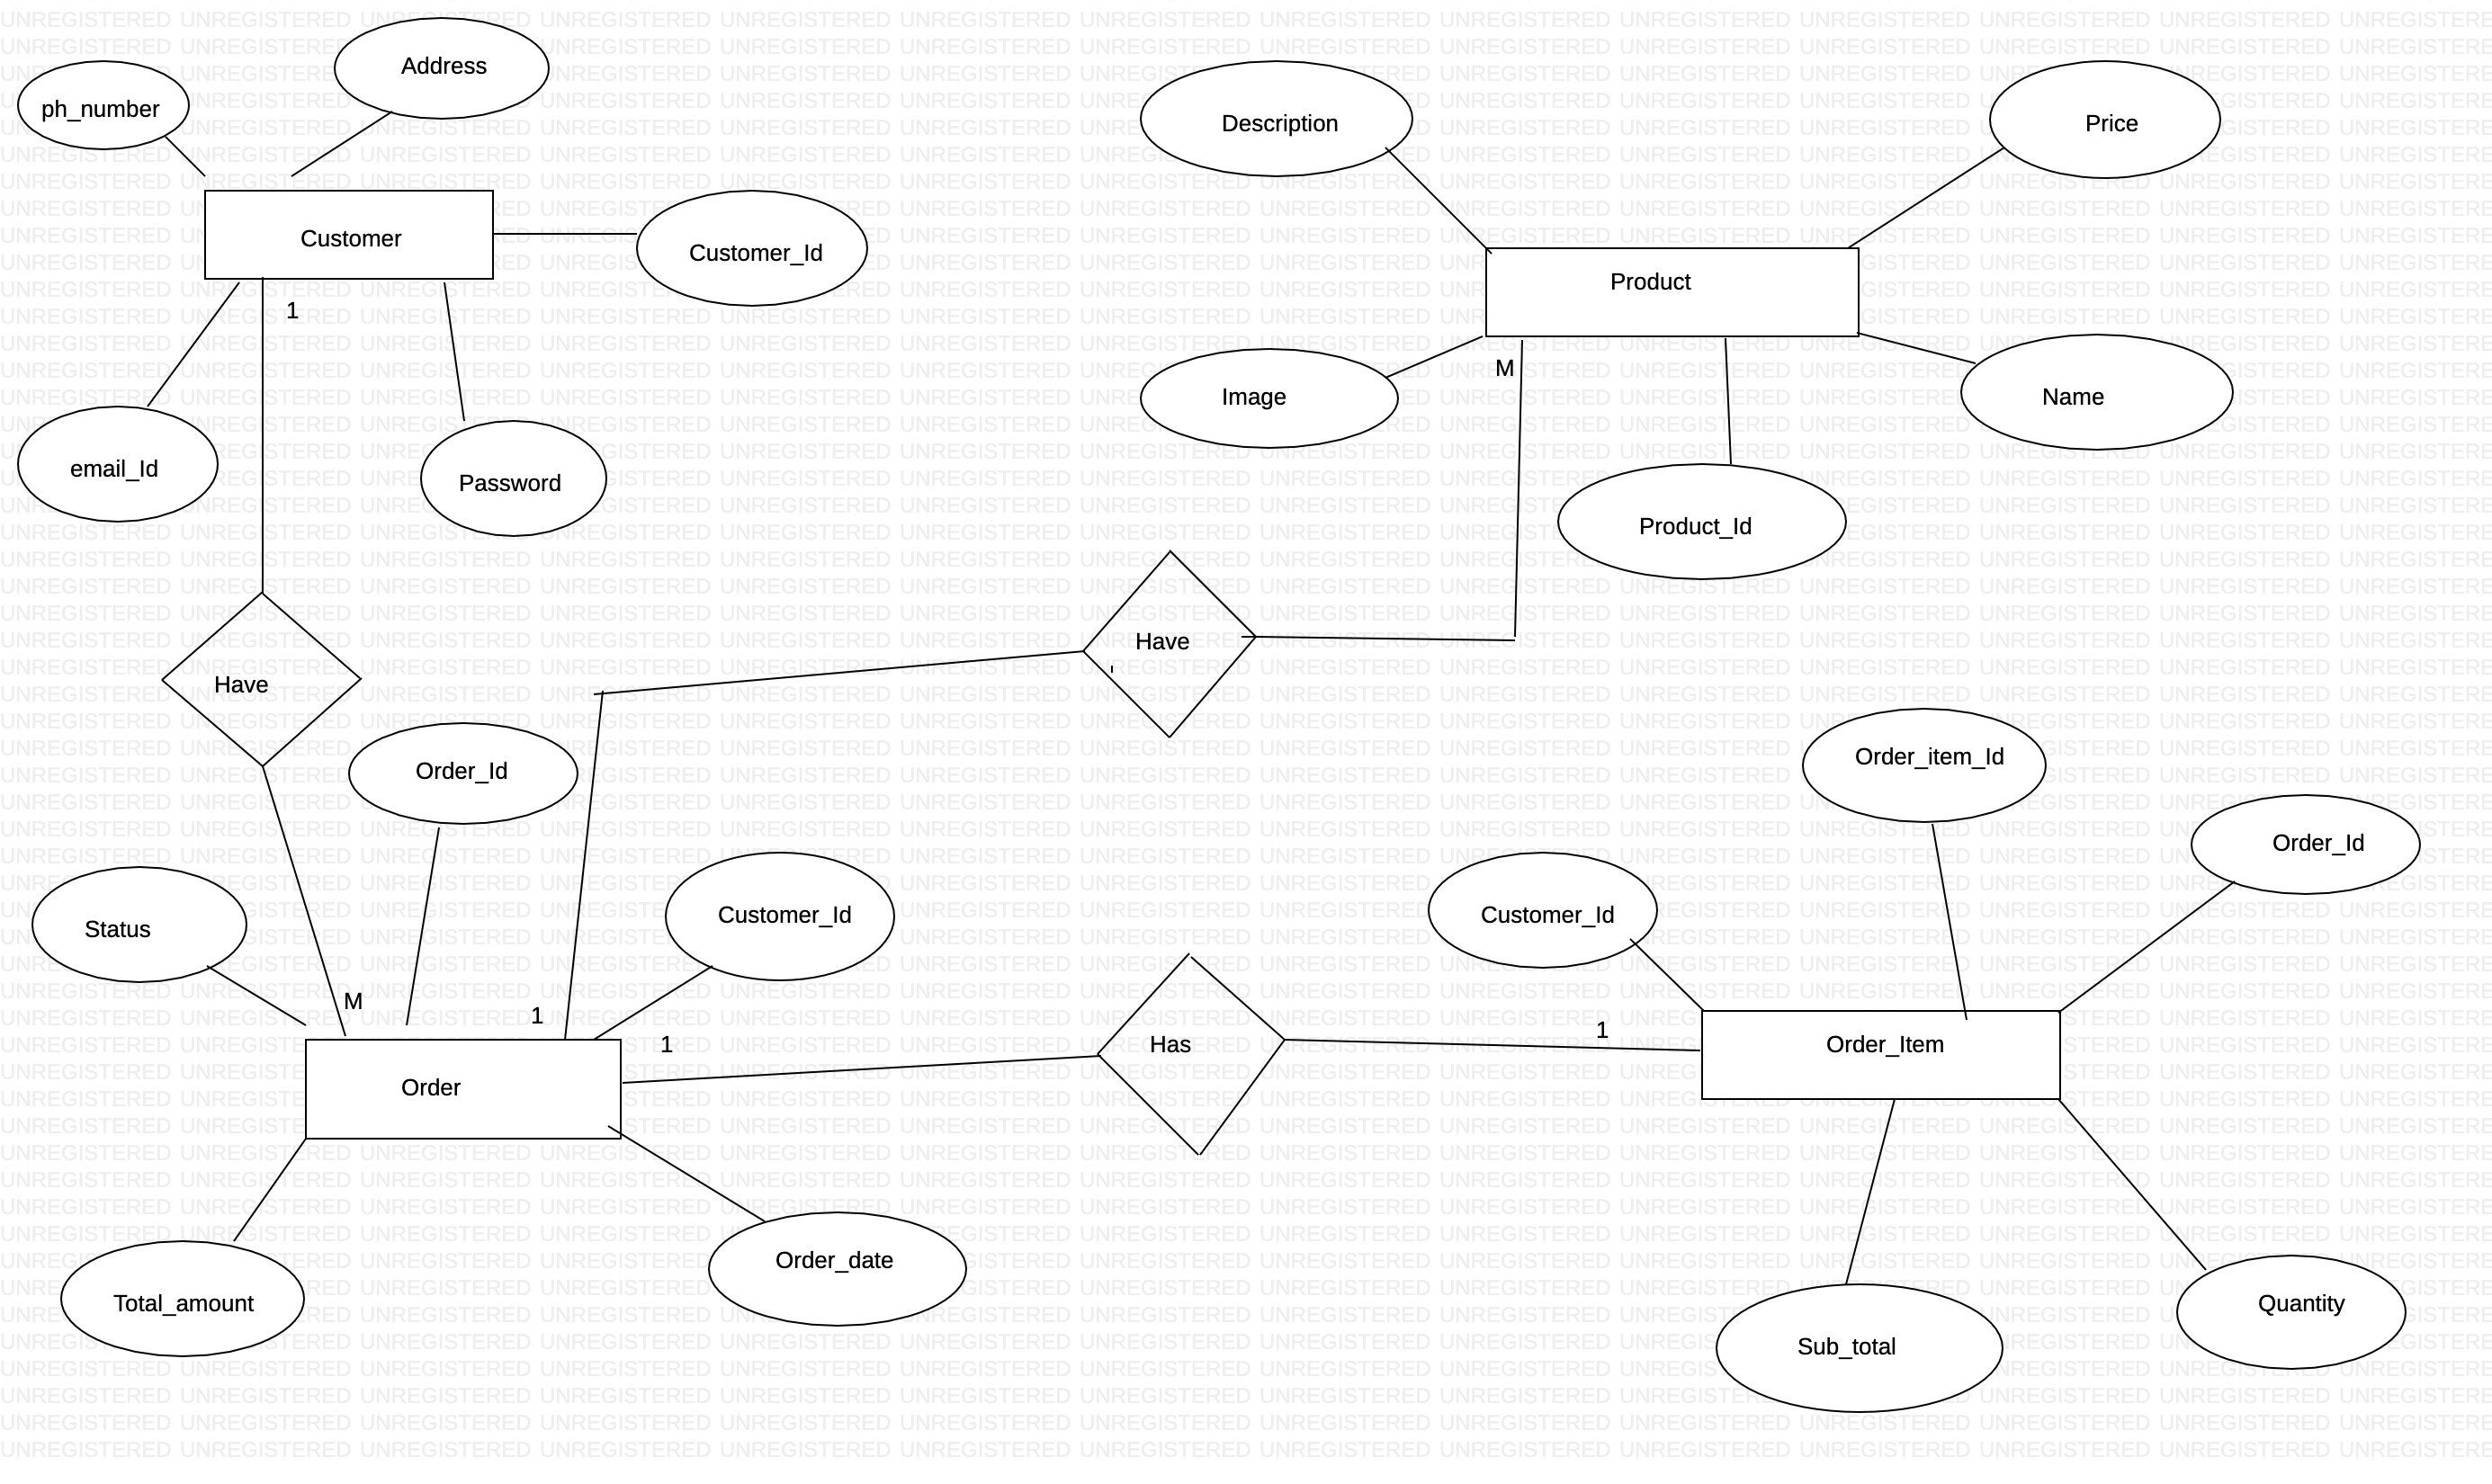 Address
ph_number
Description
Price
Customer
Customer_Id
Product
1
M
Image
Name
email_Id
Password
Product_Id
Have
Have
Order_Id
Order_item_Id
Order_Id
Status
Customer_Id
Customer_Id
M
1
1
1
Has
Order_Item
Order
Order_date
Total_amount
Quantity
Sub_total
UNREGISTERED